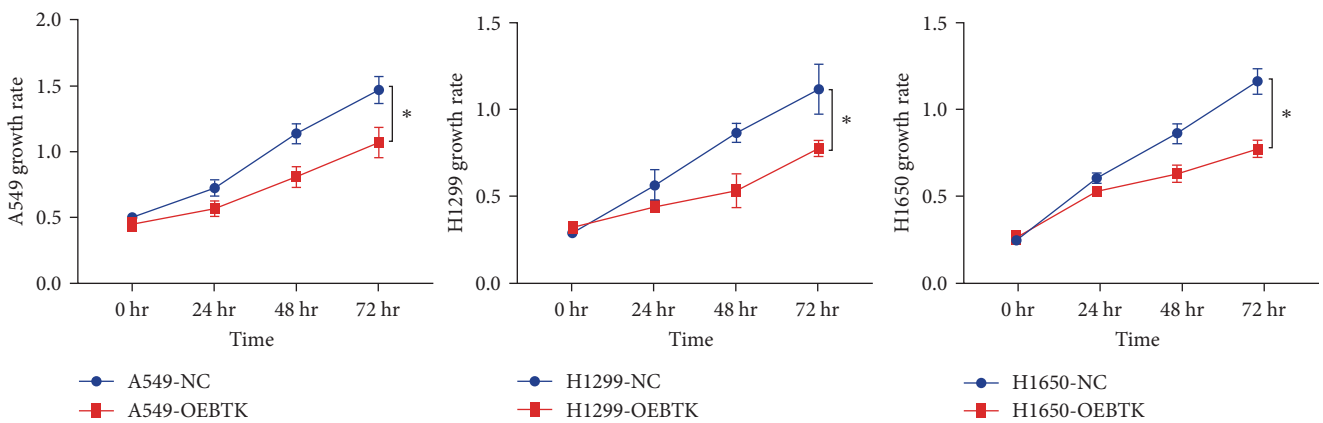 A549 growth rate
2.0
1.5
1.0
0.5
0.0
*
0 hr 24 hr 48 hr 72 hr
Time
A549-NC
A549-OEBTK
H1299 growth rate
1.5
1.0
0.5
0.0
*
0 hr 24 hr 48 hr 72 hr
Time
H1299-NC
H1299-OEBTK
H1650 growth rate
1.5
1.0
0.5
0.0
*
0 hr 24 hr 48 hr 72 hr
Time
H1650-NC
H1650-OEBTK